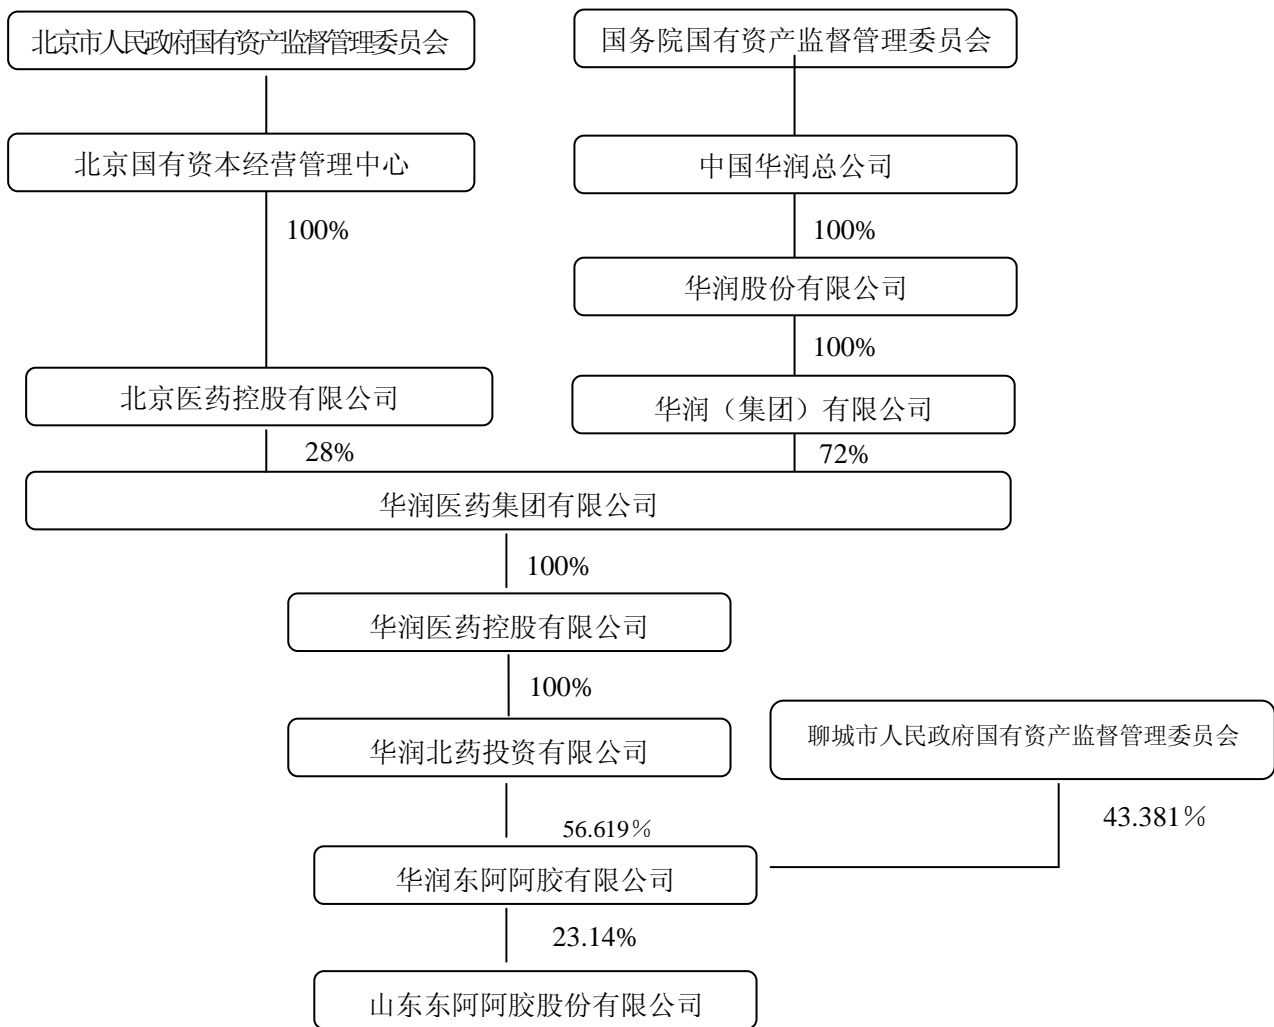 北京市人民政府国有资产监督管理委员会
国务院国有资产监督管理委员会
北京国有资本经营管理中心
中国华润总公司
100%
100%
华润股份有限公司
100%
北京医药控股有限公司
华润（集团）有限公司
28%
72%
华润医药集团有限公司
100%
华润医药控股有限公司
100%
华润北药投资有限公司
聊城市人民政府国有资产监督管理委员会
56.619％
43.381％
华润东阿阿胶有限公司
23.14%
山东东阿阿胶股份有限公司